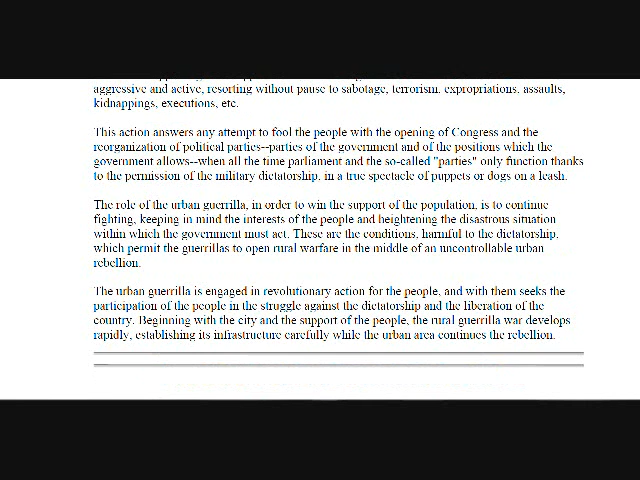 aggressive and active, resorting without pause to sabotage, terrorism, expropriations, assaults,
kidnappings, executions, etc.
This action answers any attempt to fool the people with the opening of Congress and the
reorganization of political parties--parties of the government and of the positions which the
government allows--when all the time parliament and the so-called "parties" only function thanks
to the permission of the military dictatorship, in a true spectacle of puppets or dogs on a leash.
The role of the urban guerrilla, in order to win the support of the population, is to continue
fighting, keeping in mind the interests of the people and heightening the disastrous situation
within which the government must act. These are the conditions, harmful to the dictatorship,
which permit the guerrillas to open rural warfare in the middle of an uncontrollable urban
rebellion.
The urban guerrilla is engaged in revolutionary action for the people, and with them seeks the
participation of the people in the struggle against the dictatorship and the liberation of the
country. Beginning with the city and the support of the people, the rural guerrilla war develops
rapidly, establishing its infrastructure carefully while the urban area continues the rebellion.